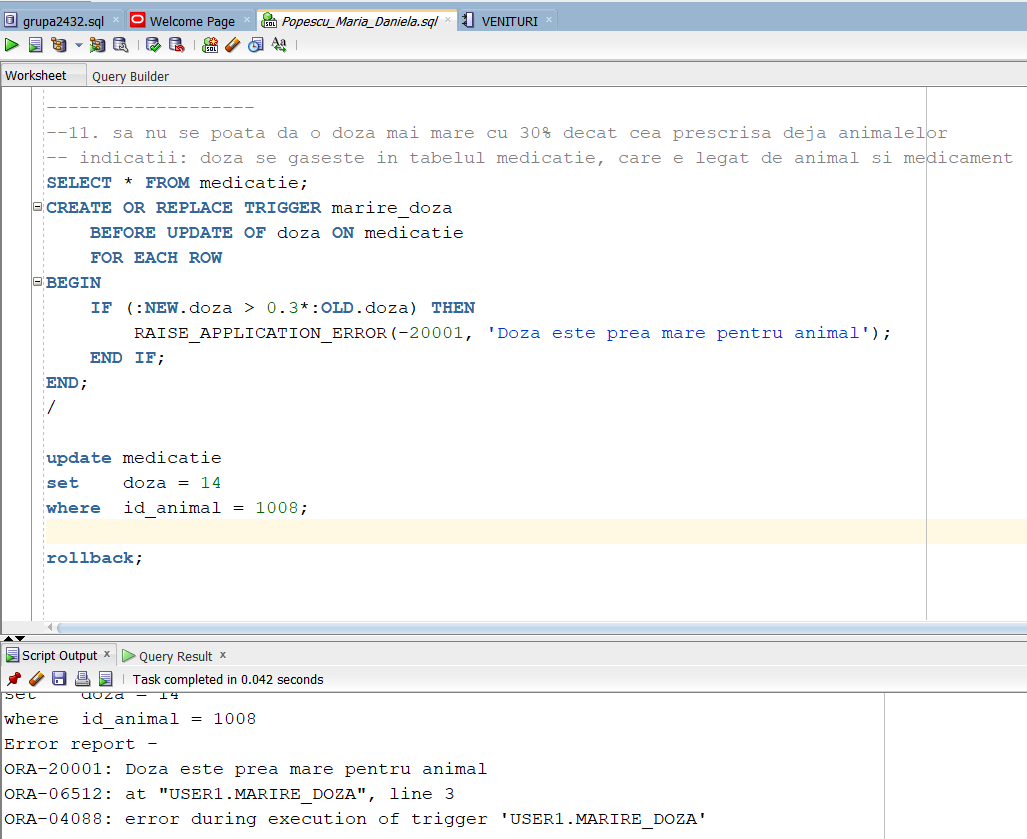 grupa2432.sql × Welcome Page × Popescu_Maria_Daniela.sql × VENITURI ×
Worksheet Query Builder
-------------------
--11. sa nu se poata da o doza mai mare cu 30% decat cea prescrisa deja animalelor
-- indicatii: doza se gaseste in tabelul medicatie, care e legat de animal si medicament
SELECT * FROM medicatie;
CREATE OR REPLACE TRIGGER marire_doza
    BEFORE UPDATE OF doza ON medicatie
    FOR EACH ROW
BEGIN
    IF (:NEW.doza > 0.3*:OLD.doza) THEN
        RAISE_APPLICATION_ERROR(-20001, 'Doza este prea mare pentru animal');
    END IF;
END;
/
update medicatie
set    doza = 14
where  id_animal = 1008;
rollback;
Script Output × Query Result ×
Task completed in 0.042 seconds
set    doza = 14
where  id_animal = 1008
Error report -
ORA-20001: Doza este prea mare pentru animal
ORA-06512: at "USER1.MARIRE_DOZA", line 3
ORA-04088: error during execution of trigger 'USER1.MARIRE_DOZA'